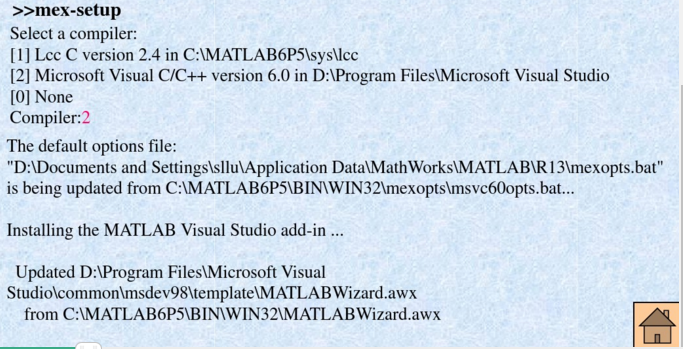 >>mex-setup
Select a compiler:
[1] Lcc C version 2.4 in C:\MATLAB6P5\sys\lcc
[2] Microsoft Visual C/C++ version 6.0 in D:\Program Files\Microsoft Visual Studio
[0] None
Compiler:2
The default options file:
"D:\Documents and Settings\sllu\Application Data\MathWorks\MATLAB\R13\mexopts.bat"
is being updated from C:\MATLAB6P5\BIN\WIN32\mexopts\msvc60opts.bat...
Installing the MATLAB Visual Studio add-in ...
Updated D:\Program Files\Microsoft Visual
Studio\common\msdev98\template\MATLABWizard.awx
from C:\MATLAB6P5\BIN\WIN32\MATLABWizard.awx